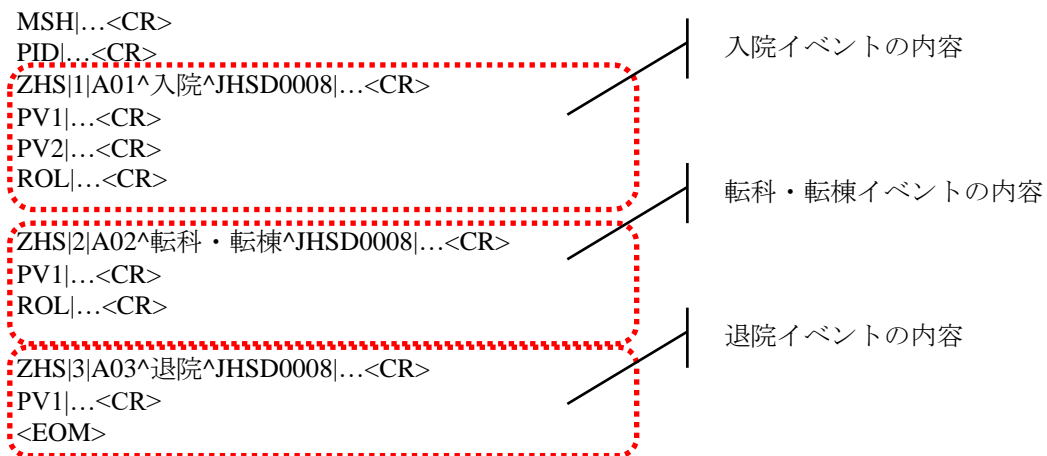 MSH|…<CR>
PID|…<CR>
入院イベントの内容
ZHS|1|A01^入院^JHSD0008|…<CR>
PV1|…<CR>
PV2|…<CR>
ROL|…<CR>
転科・転棟イベントの内容
ZHS|2|A02^転科・転棟^JHSD0008|…<CR>
PV1|…<CR>
ROL|…<CR>
退院イベントの内容
ZHS|3|A03^退院^JHSD0008|…<CR>
PV1|…<CR>
<EOM>